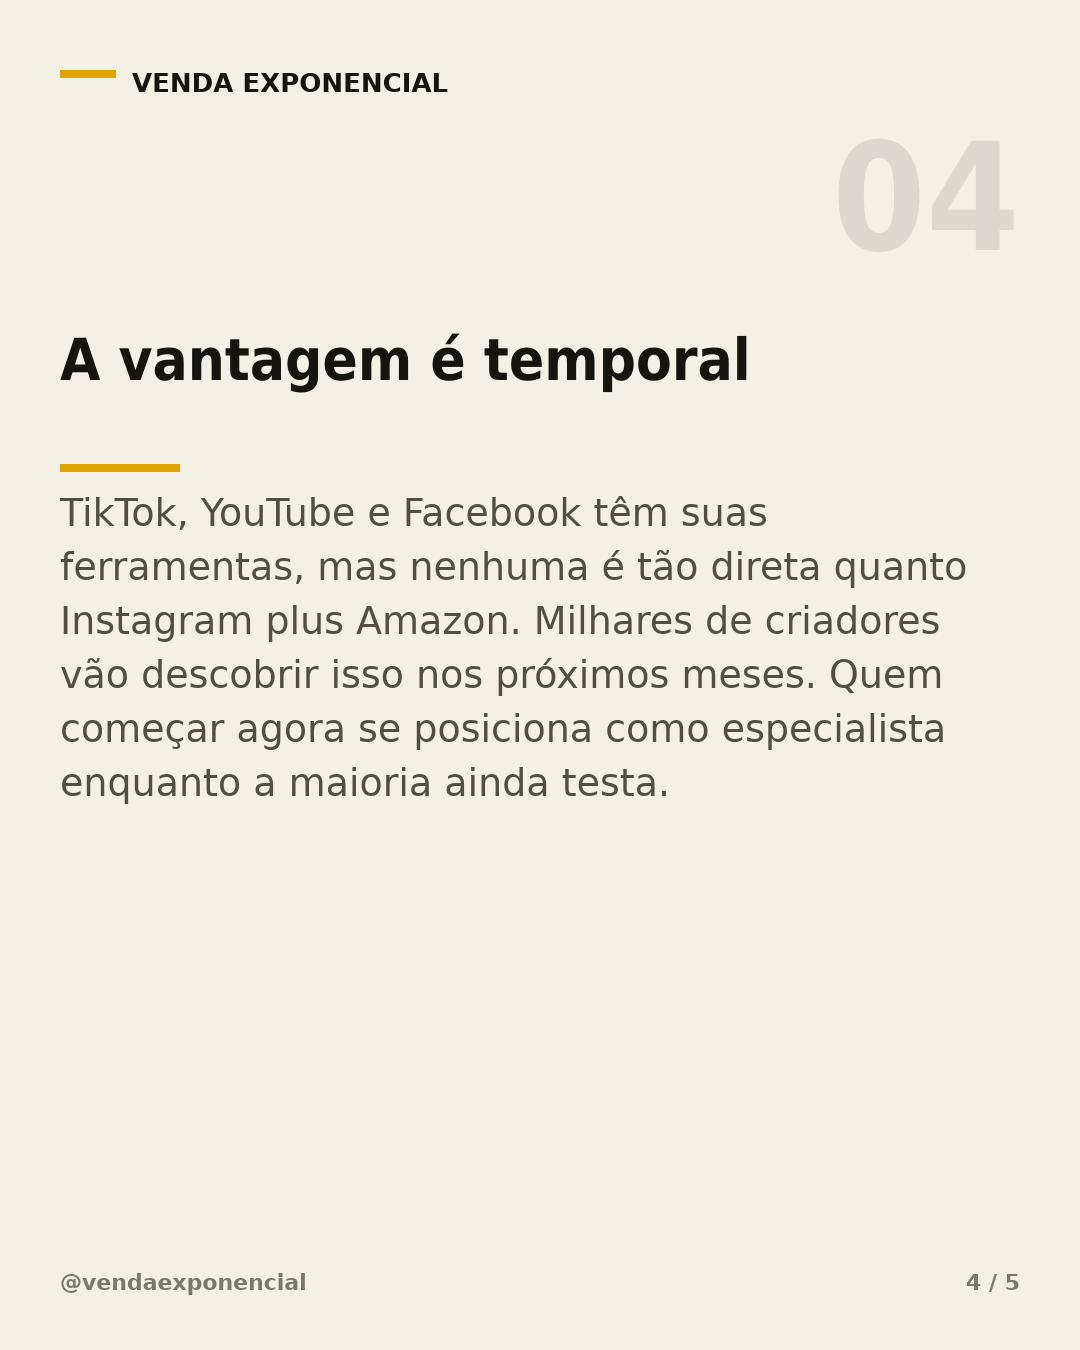 VENDA EXPONENCIAL
04
A vantagem é temporal
TikTok, YouTube e Facebook têm suas
ferramentas, mas nenhuma é tão direta quanto
Instagram plus Amazon. Milhares de criadores
vão descobrir isso nos próximos meses. Quem
começar agora se posiciona como especialista
enquanto a maioria ainda testa.
@vendaexponencial
4 / 5